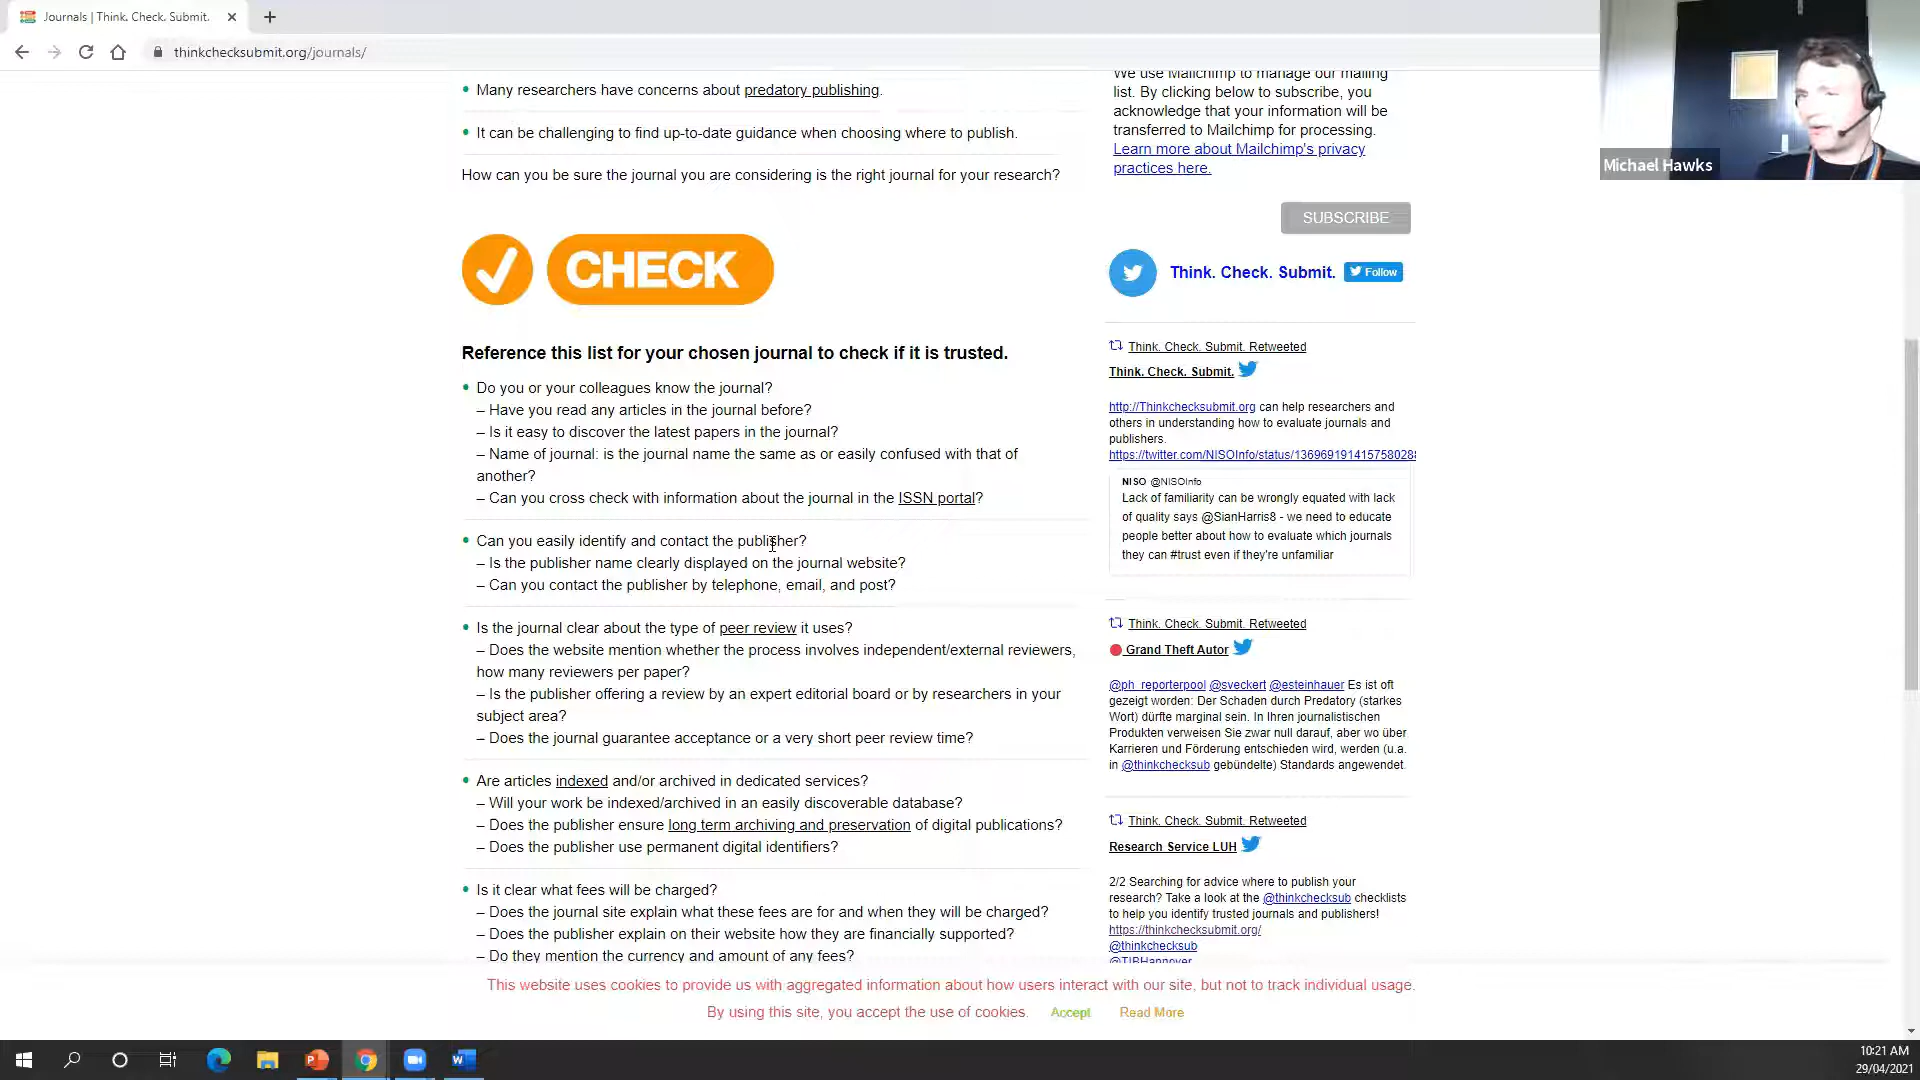 Journals | Think. Check. Submit.
thinkchecksubmit.org/journals/
Michael Hawks
Many researchers have concerns about predatory publishing.
It can be challenging to find up-to-date guidance when choosing where to publish.
How can you be sure the journal you are considering is the right journal for your research?
CHECK
Reference this list for your chosen journal to check if it is trusted.
Do you or your colleagues know the journal?
– Have you read any articles in the journal before?
– Is it easy to discover the latest papers in the journal?
– Name of journal: is the journal name the same as or easily confused with that of
another?
– Can you cross check with information about the journal in the ISSN portal?
Can you easily identify and contact the publisher?
– Is the publisher name clearly displayed on the journal website?
– Can you contact the publisher by telephone, email, and post?
Is the journal clear about the type of peer review it uses?
– Does the website mention whether the process involves independent/external reviewers,
how many reviewers per paper?
– Is the publisher offering a review by an expert editorial board or by researchers in your
subject area?
– Does the journal guarantee acceptance or a very short peer review time?
Are articles indexed and/or archived in dedicated services?
– Will your work be indexed/archived in an easily discoverable database?
– Does the publisher ensure long term archiving and preservation of digital publications?
– Does the publisher use permanent digital identifiers?
Is it clear what fees will be charged?
– Does the journal site explain what these fees are for and when they will be charged?
– Does the publisher explain on their website how they are financially supported?
– Do they mention the currency and amount of any fees?
We use Mailchimp to manage our mailing
list. By clicking below to subscribe, you
acknowledge that your information will be
transferred to Mailchimp for processing.
Learn more about Mailchimp's privacy
practices here.
SUBSCRIBE
Think. Check. Submit. Follow
Think. Check. Submit. Retweeted
Think. Check. Submit.
http://Thinkchecksubmit.org can help researchers and
others in understanding how to evaluate journals and
publishers.
https://twitter.com/NISOInfo/status/136969191415758028
NISO @NISOInfo
Lack of familiarity can be wrongly equated with lack
of quality says @SianHarris8 - we need to educate
people better about how to evaluate which journals
they can #trust even if they're unfamiliar
Think. Check. Submit. Retweeted
Grand Theft Autor
@ph_reporterpool @sveckert @esteinhauer Es ist oft
gezeigt worden: Der Schaden durch Predatory (starkes
Wort) dürfte marginal sein. In Ihren journalistischen
Produkten verweisen Sie zwar null darauf, aber wo über
Karrieren und Förderung entschieden wird, werden (u.a.
in @thinkchecksub gebündelte) Standards angewendet.
Think. Check. Submit. Retweeted
Research Service LUH
2/2 Searching for advice where to publish your
research? Take a look at the @thinkchecksub checklists
to help you identify trusted journals and publishers!
https://thinkchecksubmit.org/
@thinkchecksub
@TIBHannover
This website uses cookies to provide us with aggregated information about how users interact with our site, but not to track individual usage.
By using this site, you accept the use of cookies. Accept Read More
10:21 AM
29/04/2021